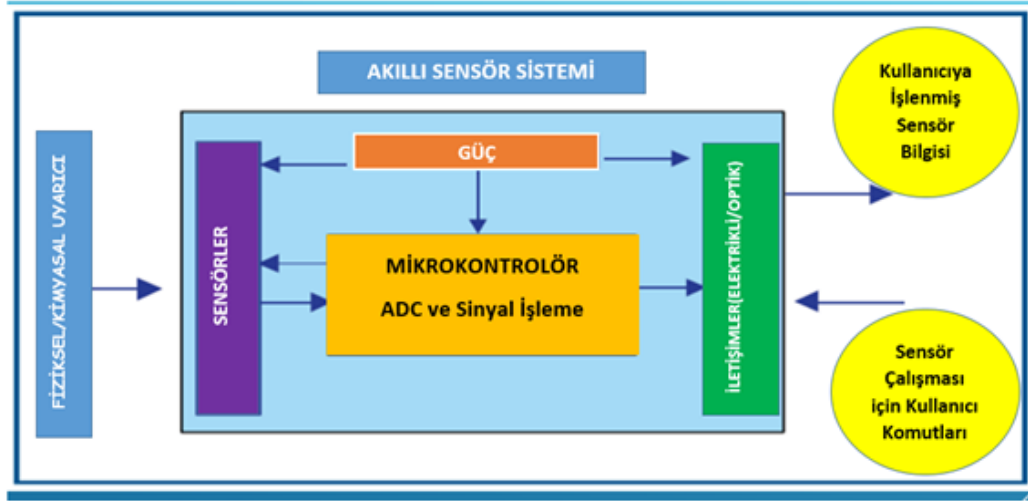 AKILLI SENSÖR SİSTEMİ
FİZİKSEL/KİMYASAL UYARICI
SENSÖRLER
GÜÇ
MİKROKONTROLÖR
ADC ve Sinyal İşleme
İLETİŞİMLER(ELEKTRİKLİ/OPTİK)
Kullanıcıya
İşlenmiş
Sensör
Bilgisi
Sensör
Çalışması
için Kullanıcı
Komutları